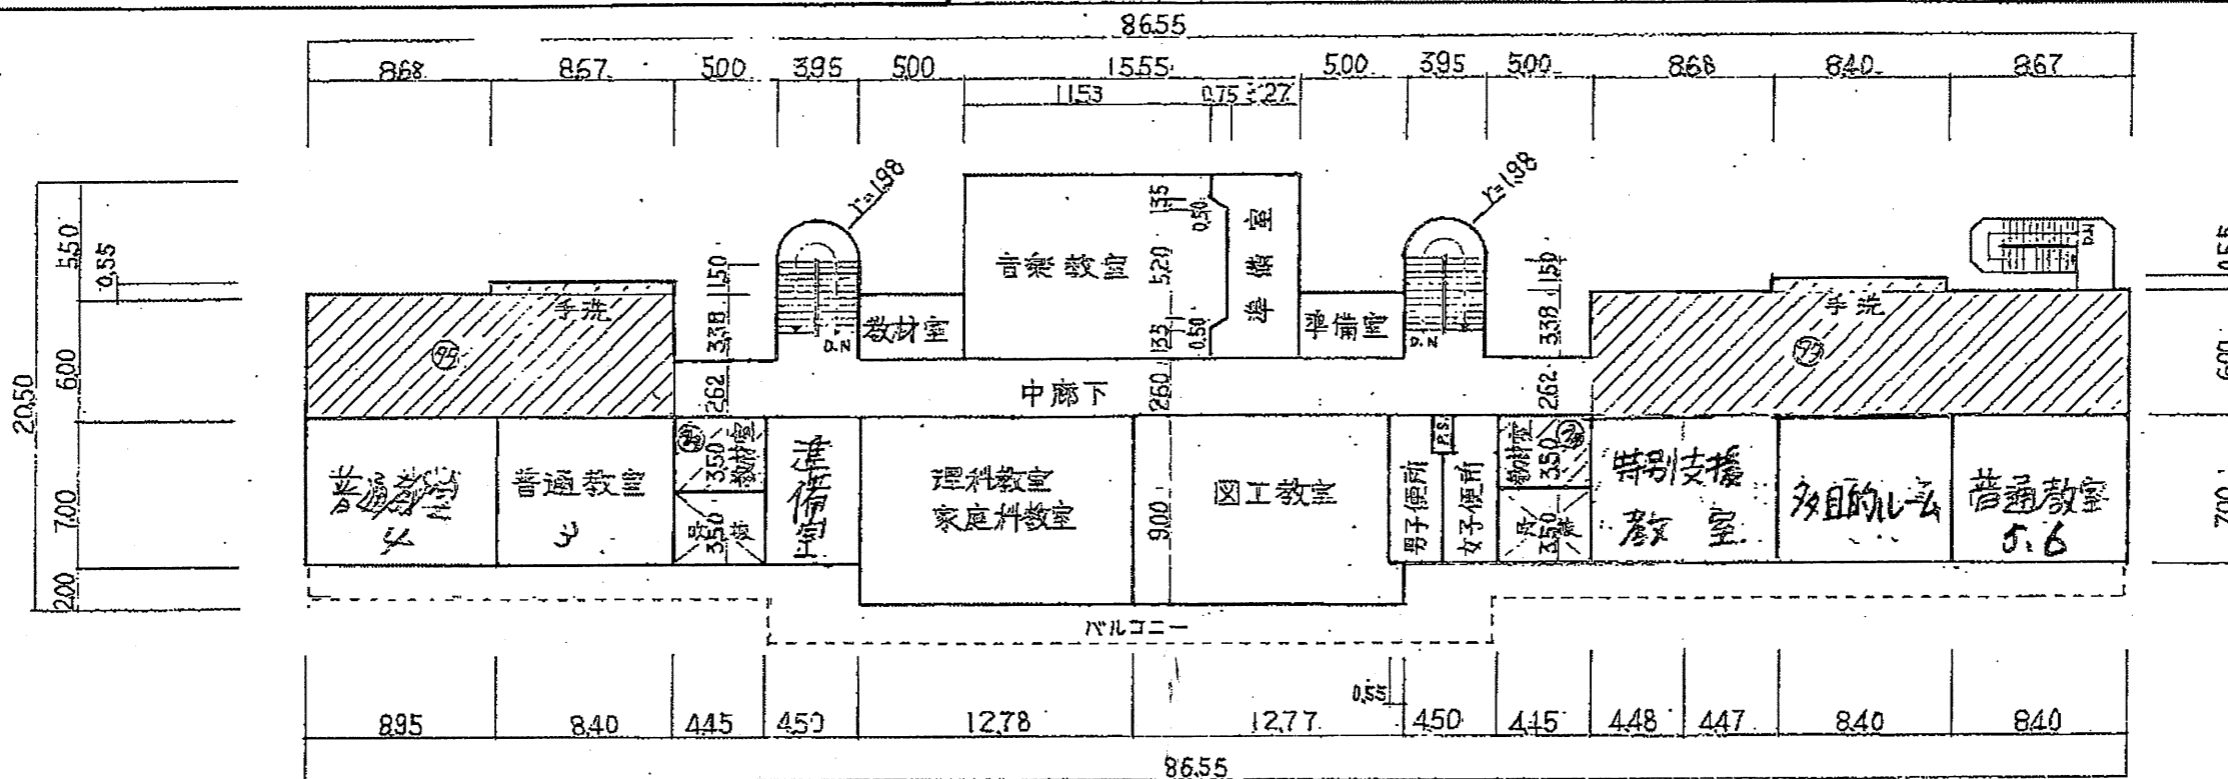 86.55
8.68 8.67 5.00 3.95 5.00 15.55 5.00 3.95 5.00 8.68 8.40 8.67
11.53 0.75
r=1.98 r=1.98
20.50
5.50 0.55 6.00 7.00 2.00
1.50 3.38 2.62
D.N
手洗
教材室
音楽教室
1.35 0.50 5.20 1.35 0.50 2.60
準備室
準備室
D.N
1.50 3.38 2.62
手洗
D.N
0.55 6.00 7.00
中廊下
普通教室
4
普通教室
3
教材室
3.50
3.50
準備室
理科教室
家庭科教室
9.00
図工教室
男子便所
P.S
女子便所
教材室
3.50
3.50
特別支援
教室
多目的ルーム
普通教室
5.6
バルコニー
0.55
8.95 8.40 4.45 4.50 12.78 12.77 4.50 4.45 4.48 4.47 8.40 8.40
86.55